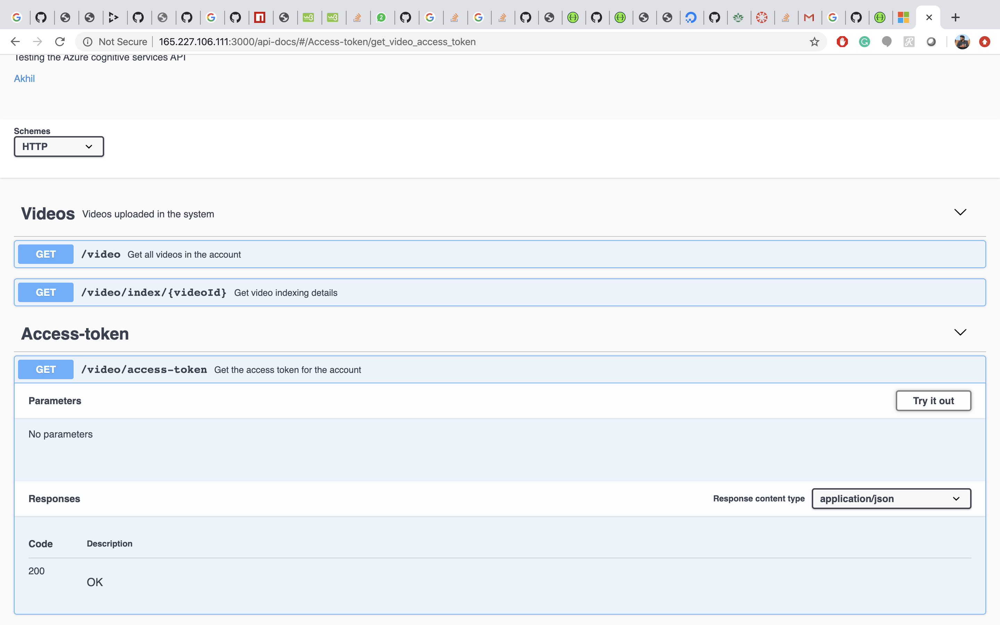 2
Not Secure 165.227.106.111:3000/api-docs/#/Access-token/get_video_access_token
Testing the Azure cognitive services API
Akhil
Schemes
HTTP
Videos Videos uploaded in the system
GET /video Get all videos in the account
GET /video/index/{videoId} Get video indexing details
Access-token
GET /video/access-token Get the access token for the account
Parameters Try it out
No parameters
Responses Response content type application/json
Code Description
200
OK